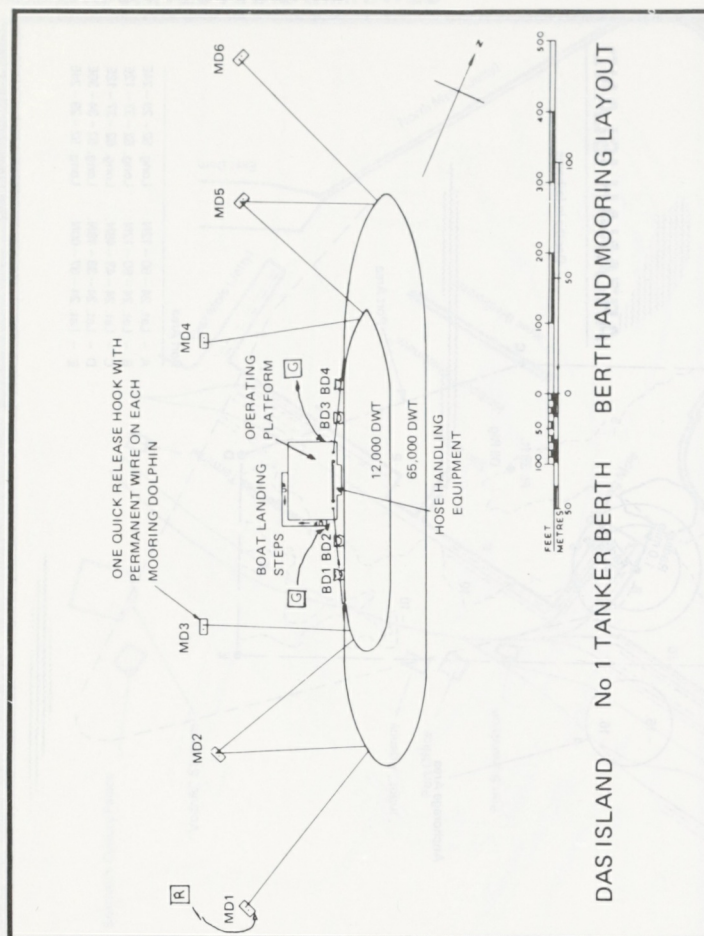 MD6
MD5
MD4
ONE QUICK RELEASE HOOK WITH
PERMANENT WIRE ON EACH
MOORING DOLPHIN
MD3
MD2
MD1
R
BOAT LANDING
STEPS
OPERATING
PLATFORM
G
G
BD1 BD2
BD3 BD4
12,000 DWT
65,000 DWT
HOSE HANDLING
EQUIPMENT
N
FEET
METRES
100 50 0 100 200 300 400 500
50 0 50 100
DAS ISLAND No 1 TANKER BERTH BERTH AND MOORING LAYOUT